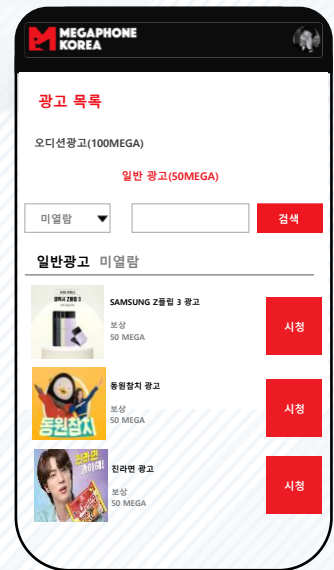 MEGAPHONE
KOREA
광고 목록
오디션광고(100MEGA)
일반 광고(50MEGA)
미열람
검색
일반광고 미열람
SAMSUNG Z플립 3 광고
보상
50 MEGA
시청
동원참치
동원참치 광고
보상
50 MEGA
시청
진라면 광고
보상
50 MEGA
시청